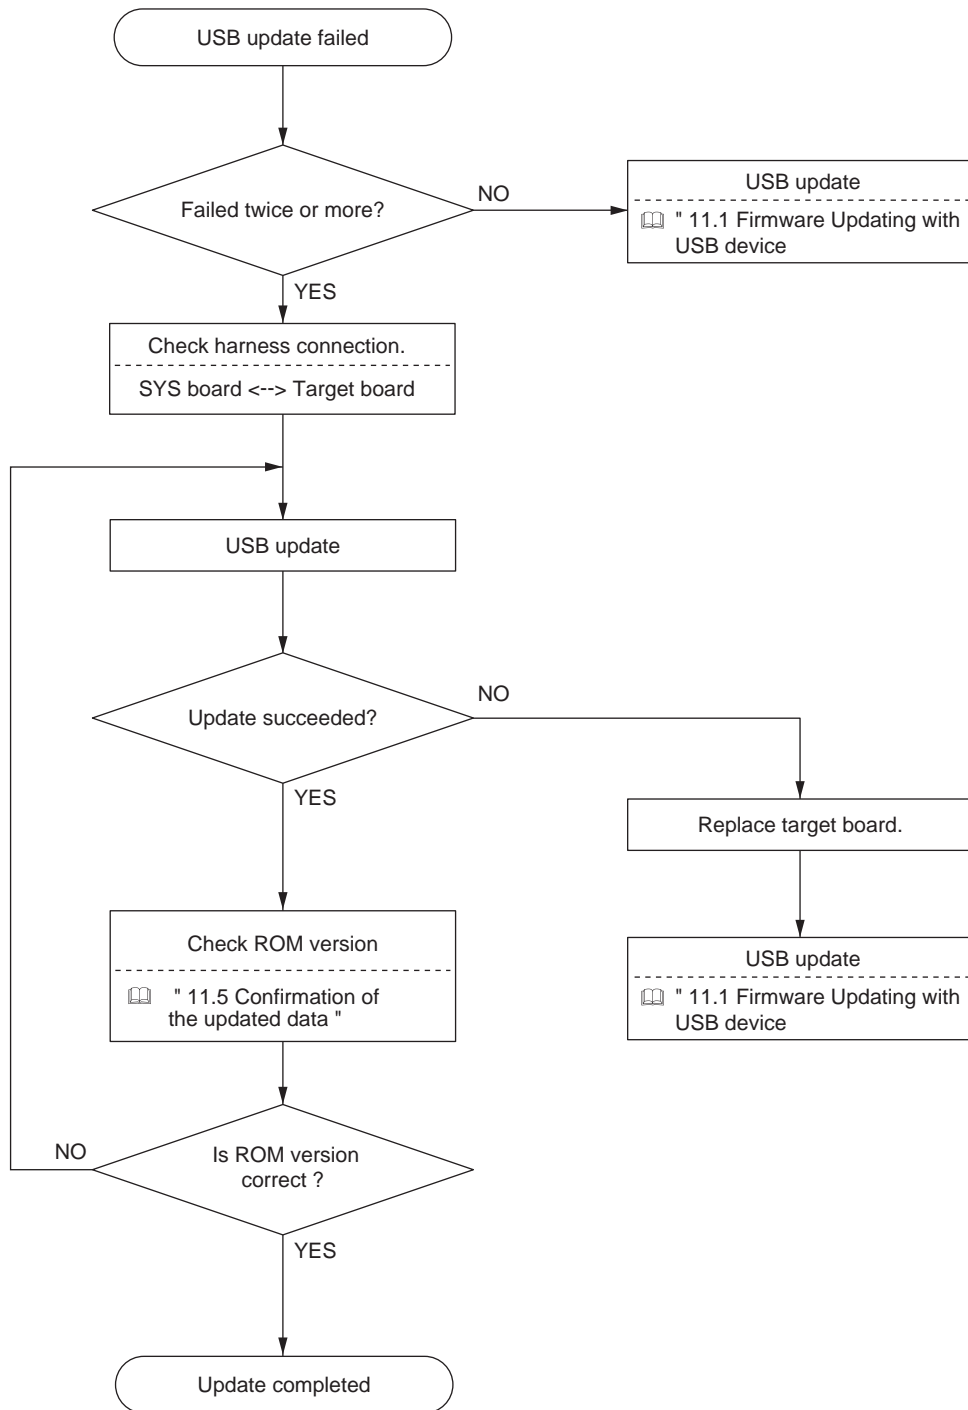 USB update failed
Failed twice or more?
NO
USB update
" 11.1 Firmware Updating with
USB device
YES
Check harness connection.
SYS board <--> Target board
USB update
Update succeeded?
NO
YES
Replace target board.
Check ROM version
" 11.5 Confirmation of
the updated data "
USB update
" 11.1 Firmware Updating with
USB device
Is ROM version
correct ?
NO
YES
Update completed